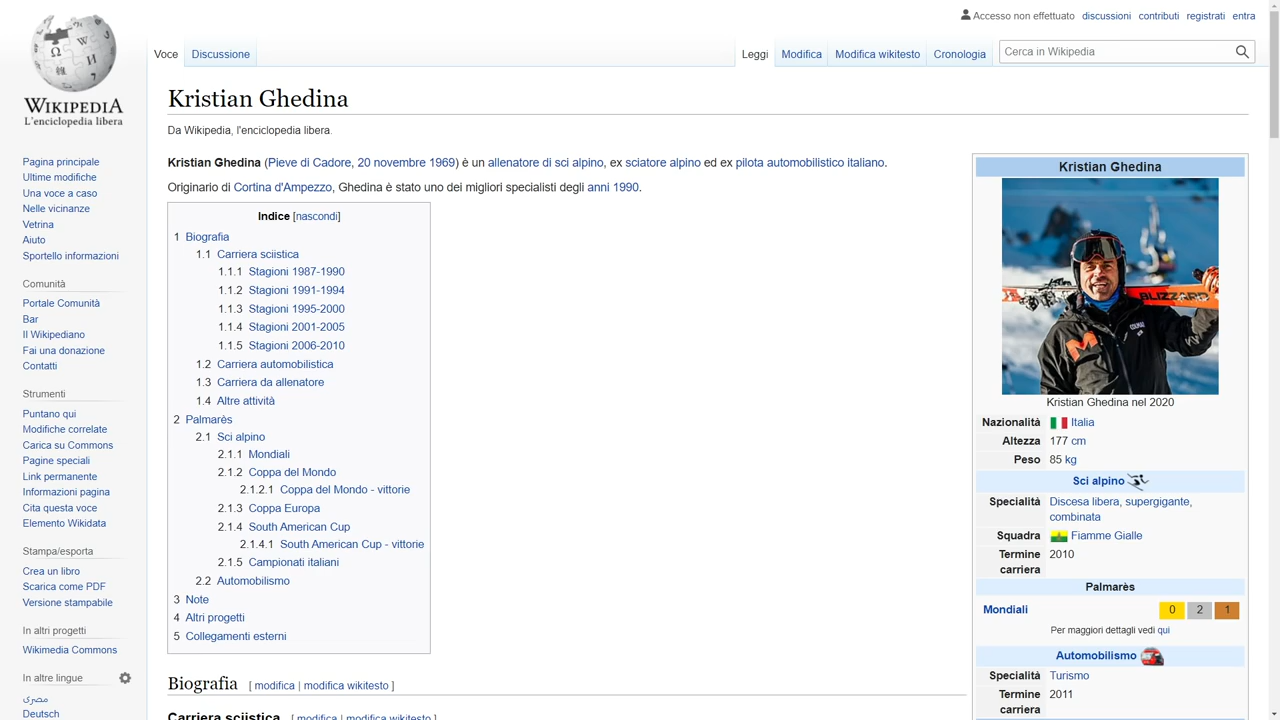 Accesso non effettuato discussioni contributi registrati entra
Voce Discussione Leggi Modifica Modifica wikitesto Cronologia Cerca in Wikipedia
WIKIPEDIA
L'enciclopedia libera
Pagina principale
Ultime modifiche
Una voce a caso
Nelle vicinanze
Vetrina
Aiuto
Sportello informazioni
Comunità
Portale Comunità
Bar
Il Wikipediano
Fai una donazione
Contatti
Strumenti
Puntano qui
Modifiche correlate
Carica su Commons
Pagine speciali
Link permanente
Informazioni pagina
Cita questa voce
Elemento Wikidata
Stampa/esporta
Crea un libro
Scarica come PDF
Versione stampabile
In altri progetti
Wikimedia Commons
In altre lingue
مصرى
Deutsch
Kristian Ghedina
Da Wikipedia, l'enciclopedia libera.
Kristian Ghedina (Pieve di Cadore, 20 novembre 1969) è un allenatore di sci alpino, ex sciatore alpino ed ex pilota automobilistico italiano.
Originario di Cortina d'Ampezzo, Ghedina è stato uno dei migliori specialisti degli anni 1990.
Indice [nascondi]
1 Biografia
1.1 Carriera sciistica
1.1.1 Stagioni 1987-1990
1.1.2 Stagioni 1991-1994
1.1.3 Stagioni 1995-2000
1.1.4 Stagioni 2001-2005
1.1.5 Stagioni 2006-2010
1.2 Carriera automobilistica
1.3 Carriera da allenatore
1.4 Altre attività
2 Palmarès
2.1 Sci alpino
2.1.1 Mondiali
2.1.2 Coppa del Mondo
2.1.2.1 Coppa del Mondo - vittorie
2.1.3 Coppa Europa
2.1.4 South American Cup
2.1.4.1 South American Cup - vittorie
2.1.5 Campionati italiani
2.2 Automobilismo
3 Note
4 Altri progetti
5 Collegamenti esterni
Biografia [ modifica | modifica wikitesto ]
Carriera sciistica [ modifica | modifica wikitesto ]
Kristian Ghedina
BLIZZARD
COLMAR
Kristian Ghedina nel 2020
Nazionalità Italia
Altezza 177 cm
Peso 85 kg
Sci alpino
Specialità Discesa libera, supergigante,
combinata
Squadra Fiamme Gialle
Termine 2010
carriera
Palmarès
Mondiali 0 2 1
Per maggiori dettagli vedi qui
Automobilismo
Specialità Turismo
Termine 2011
carriera